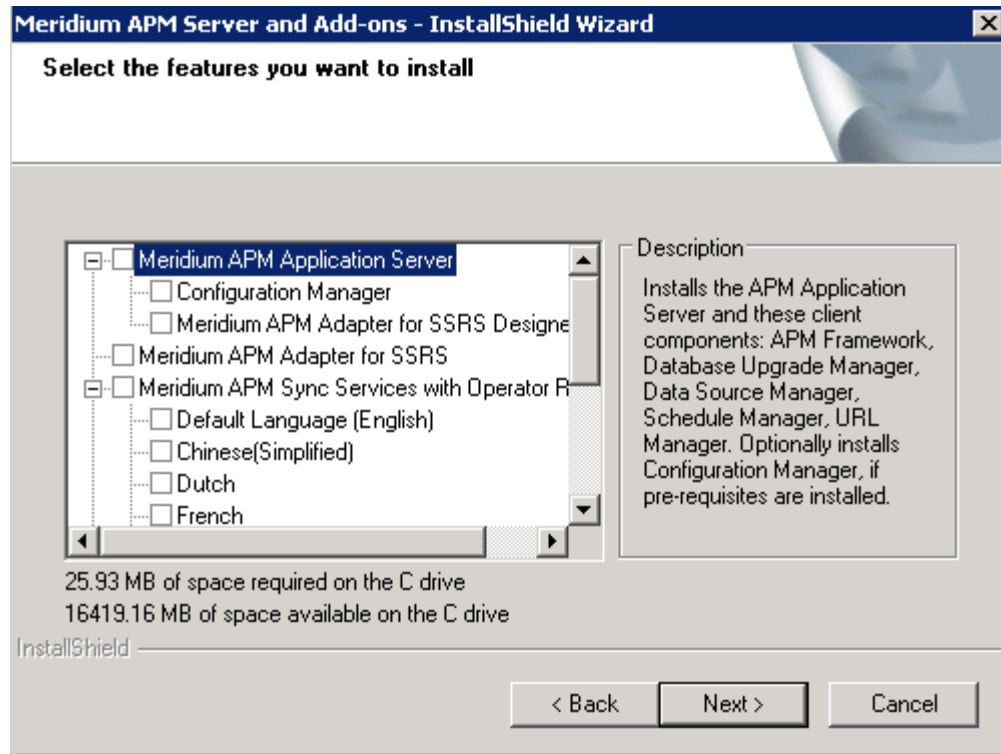 Meridium APM Server and Add-ons - InstallShield Wizard
Select the features you want to install
Meridium APM Application Server
Configuration Manager
Meridium APM Adapter for SSRS Designe
Meridium APM Adapter for SSRS
Meridium APM Sync Services with Operator R
Default Language (English)
Chinese(Simplified)
Dutch
French
Description
Installs the APM Application
Server and these client
components: APM Framework,
Database Upgrade Manager,
Data Source Manager,
Schedule Manager, URL
Manager. Optionally installs
Configuration Manager, if
pre-requisites are installed.
25.93 MB of space required on the C drive
16419.16 MB of space available on the C drive
InstallShield
< Back
Next >
Cancel